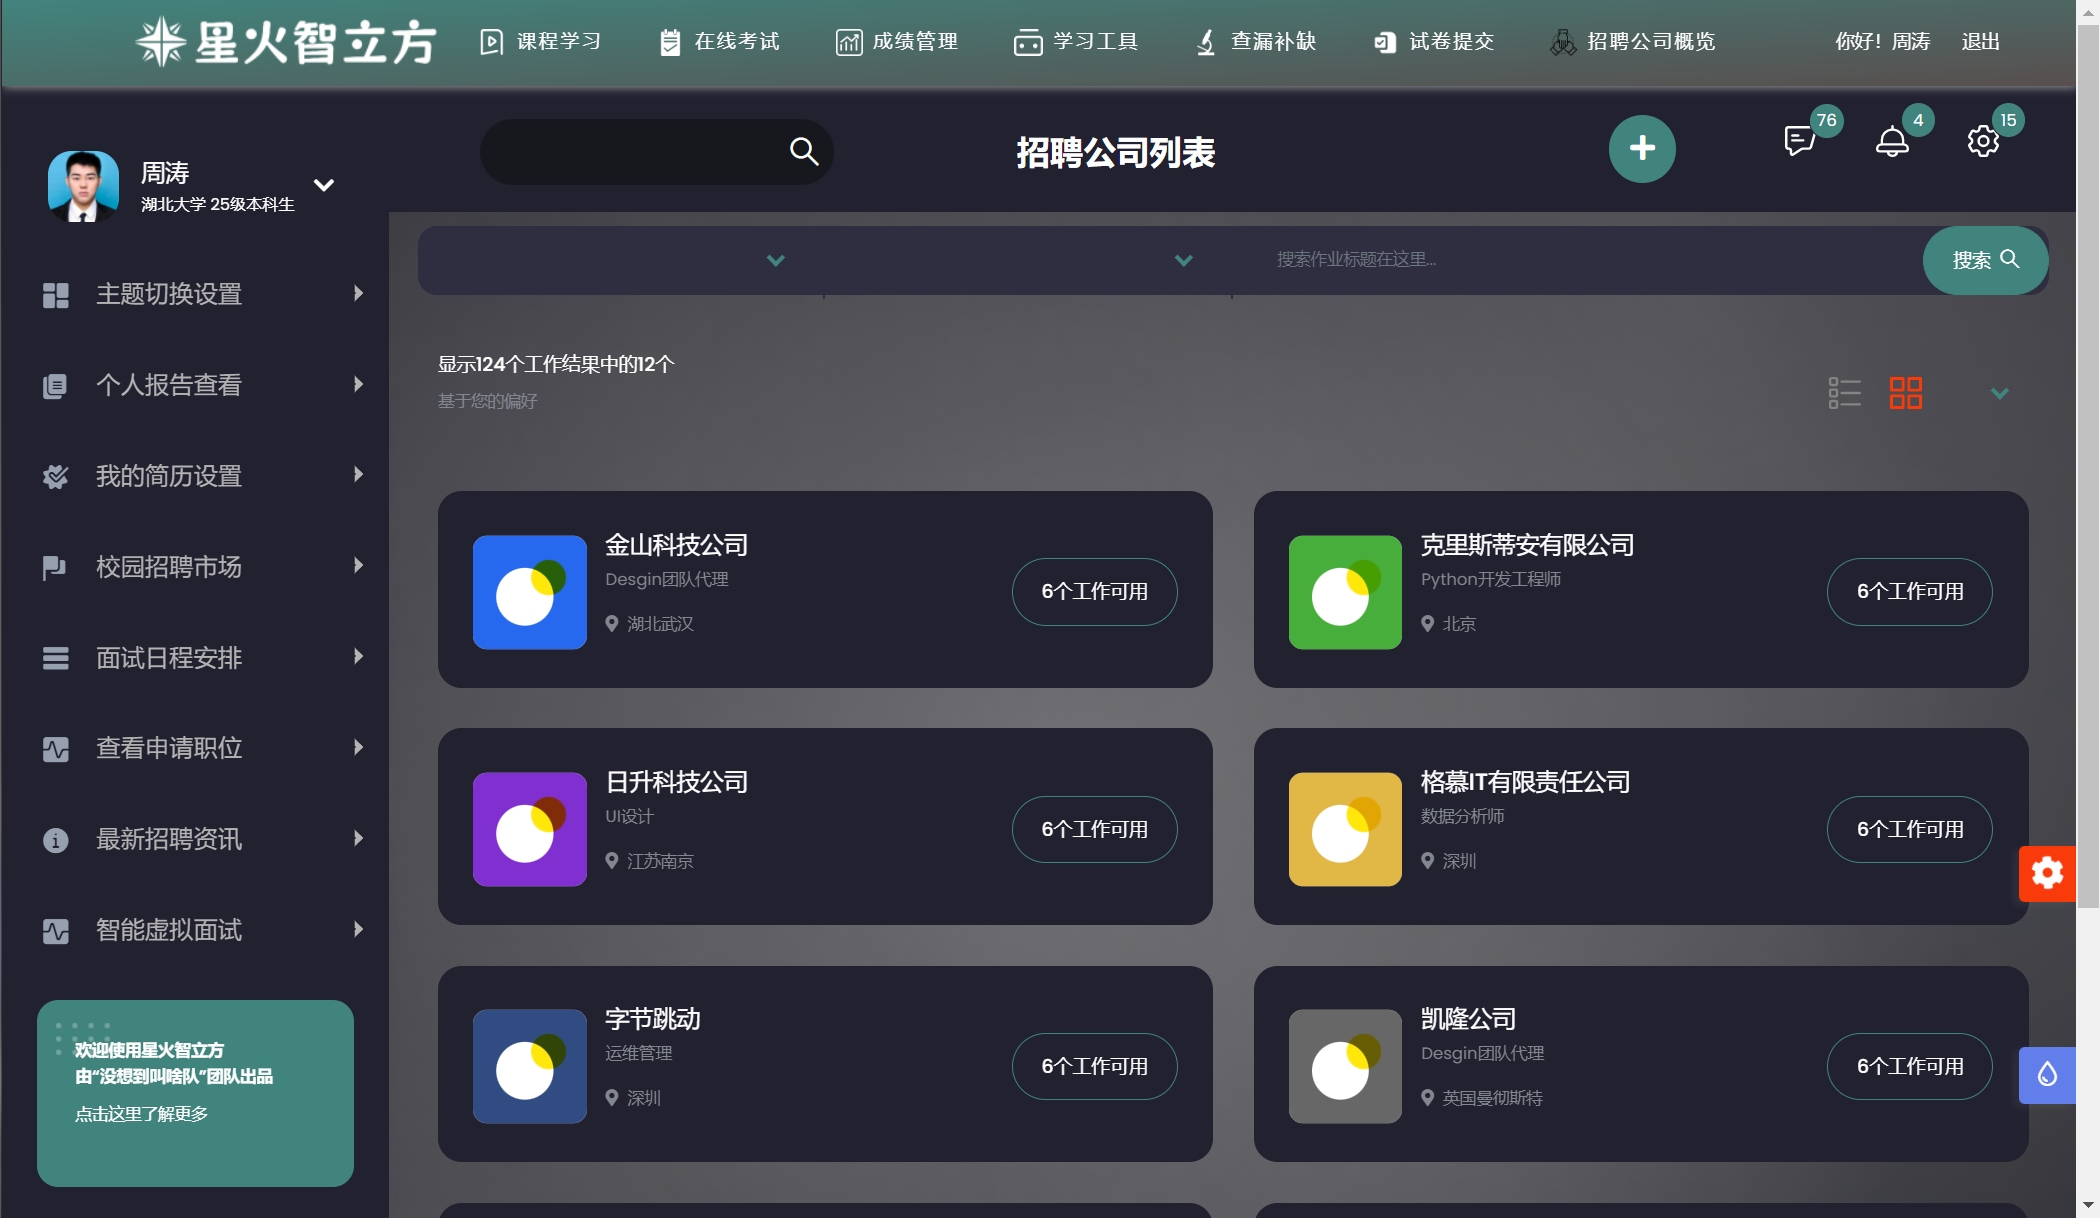 星火智立方
课程学习
在线考试
成绩管理
学习工具
查漏补缺
试卷提交
招聘公司概览
你好！周涛
退出
周涛
湖北大学 25级本科生
招聘公司列表
76
4
15
主题切换设置
个人报告查看
我的简历设置
校园招聘市场
面试日程安排
查看申请职位
最新招聘资讯
智能虚拟面试
欢迎使用星火智立方
由“没想到叫啥队”团队出品
点击这里了解更多
搜索作业标题在这里...
搜索
显示124个工作结果中的12个
基于您的偏好
金山科技公司
Desgin团队代理
湖北武汉
6个工作可用
克里斯蒂安有限公司
Python开发工程师
北京
6个工作可用
日升科技公司
UI设计
江苏南京
6个工作可用
格慕IT有限责任公司
数据分析师
深圳
6个工作可用
字节跳动
运维管理
深圳
6个工作可用
凯隆公司
Desgin团队代理
英国曼彻斯特
6个工作可用